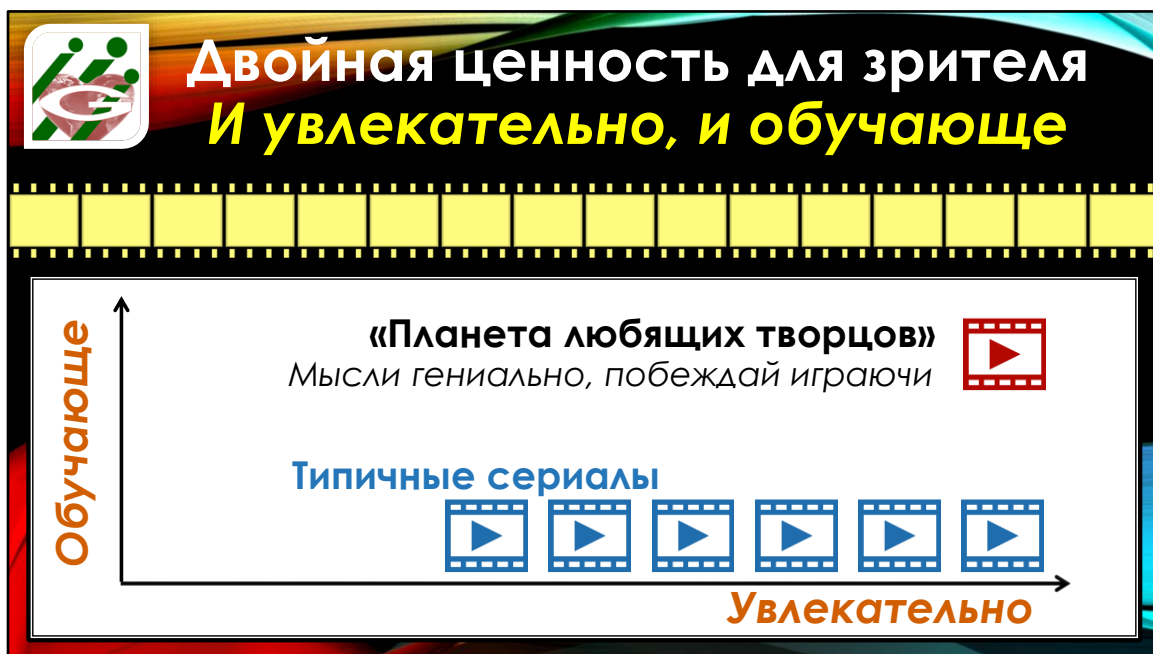 Двойная ценность для зрителя
И увлекательно, и обучающе
G
Обучающе
«Планета любящих творцов»
Мысли гениально, побеждай играючи
Типичные сериалы
Увлекательно